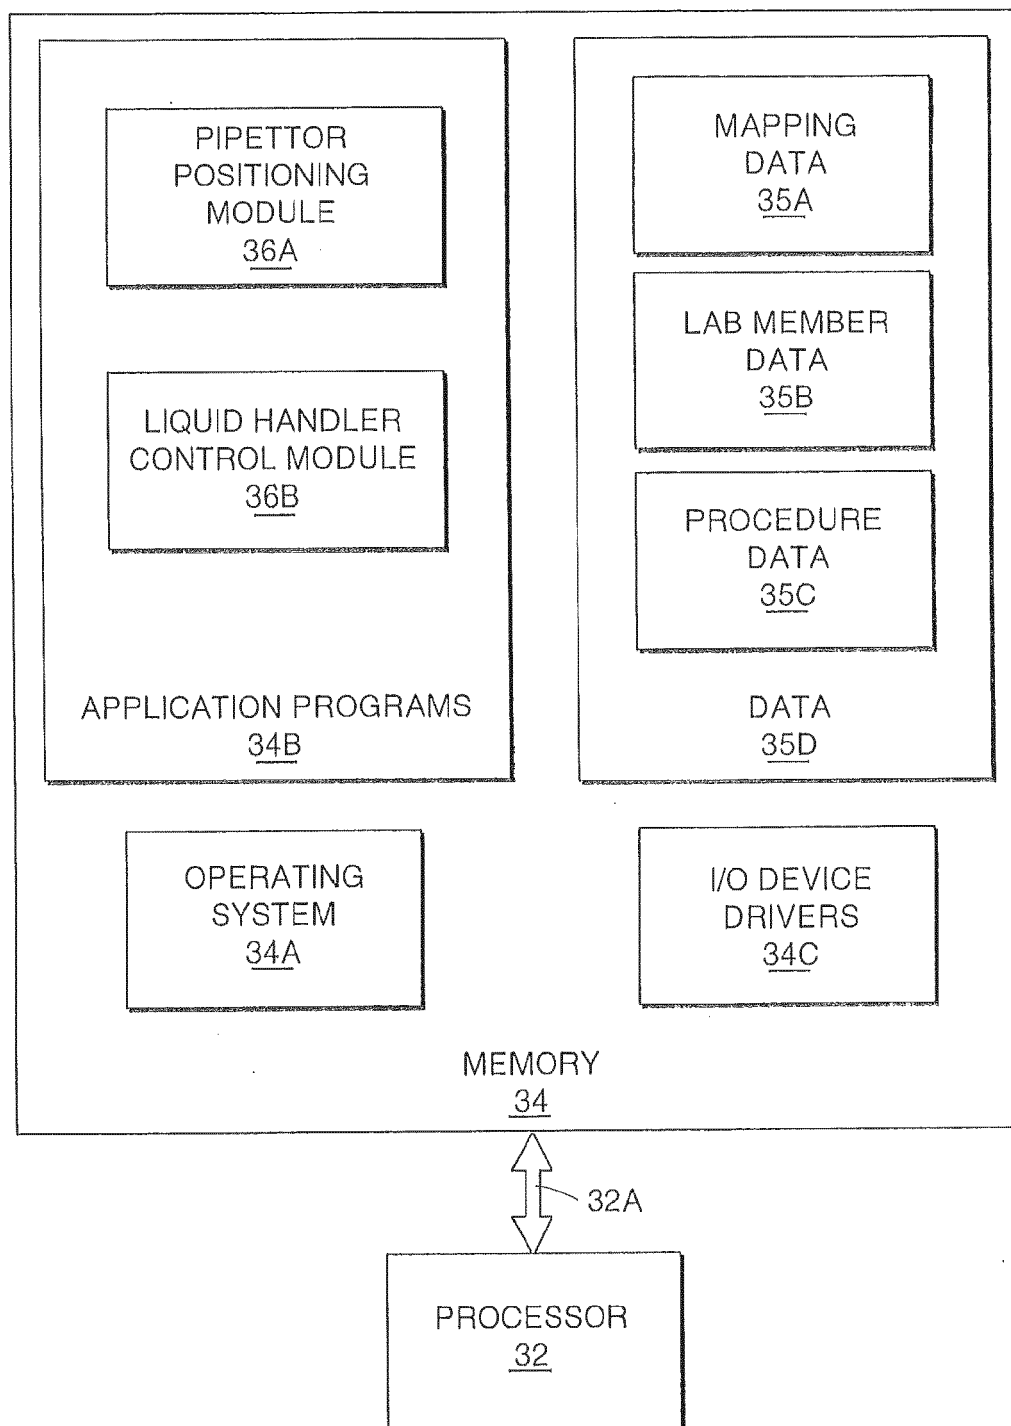 PIPETTOR
POSITIONING
MODULE
36A
LIQUID HANDLER
CONTROL MODULE
36B
APPLICATION PROGRAMS
34B
MAPPING
DATA
35A
LAB MEMBER
DATA
35B
PROCEDURE
DATA
35C
DATA
35D
OPERATING
SYSTEM
34A
I/O DEVICE
DRIVERS
34C
MEMORY
34
32A
PROCESSOR
32